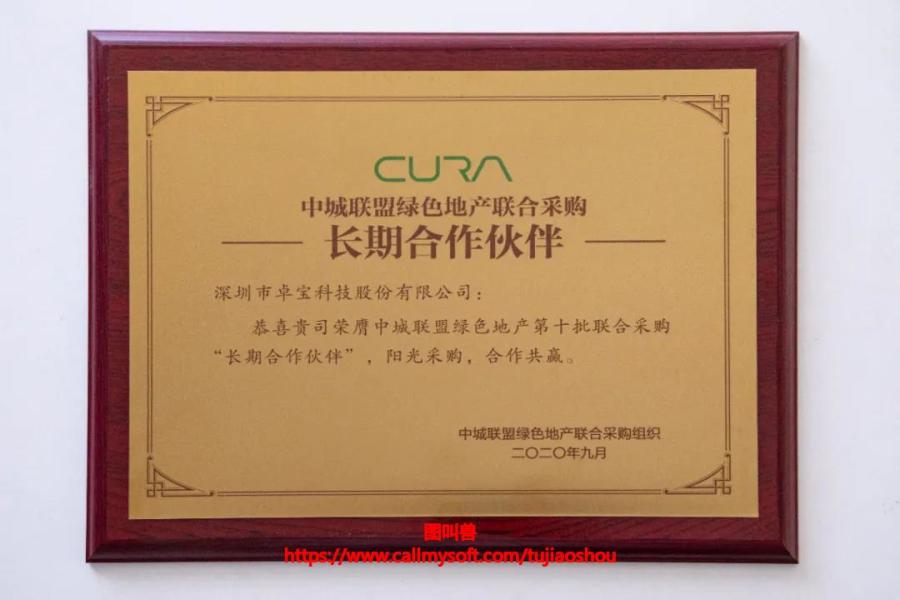 CURA
中城联盟绿色地产联合采购
长期合作伙伴
深圳市卓宝科技股份有限公司：
恭喜贵司荣膺中城联盟绿色地产第十批联合采购
“长期合作伙伴”，阳光采购，合作共赢。
中城联盟绿色地产联合采购组织
二〇二〇年九月
图叫兽
https://www.callmysoft.com/tujiaoshou